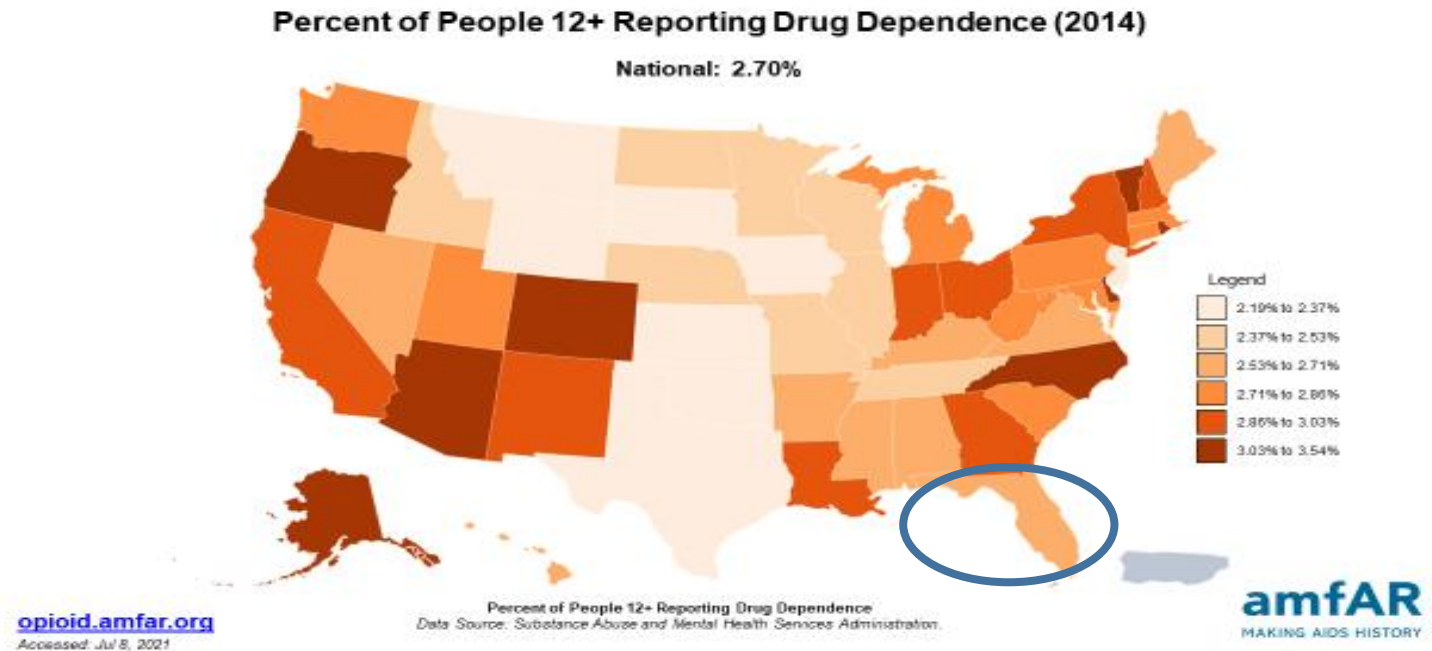 Percent of People 12+ Reporting Drug Dependence (2014)
National: 2.70%
Legend
2.19% to 2.37%
2.37% to 2.53%
2.53% to 2.71%
2.71% to 2.86%
2.86% to 3.03%
3.03% to 3.54%
Percent of People 12+ Reporting Drug Dependence
Data Source: Substance Abuse and Mental Health Services Administration.
opioid.amfar.org
Accessed: Jul 8, 2021
amfAR
MAKING AIDS HISTORY